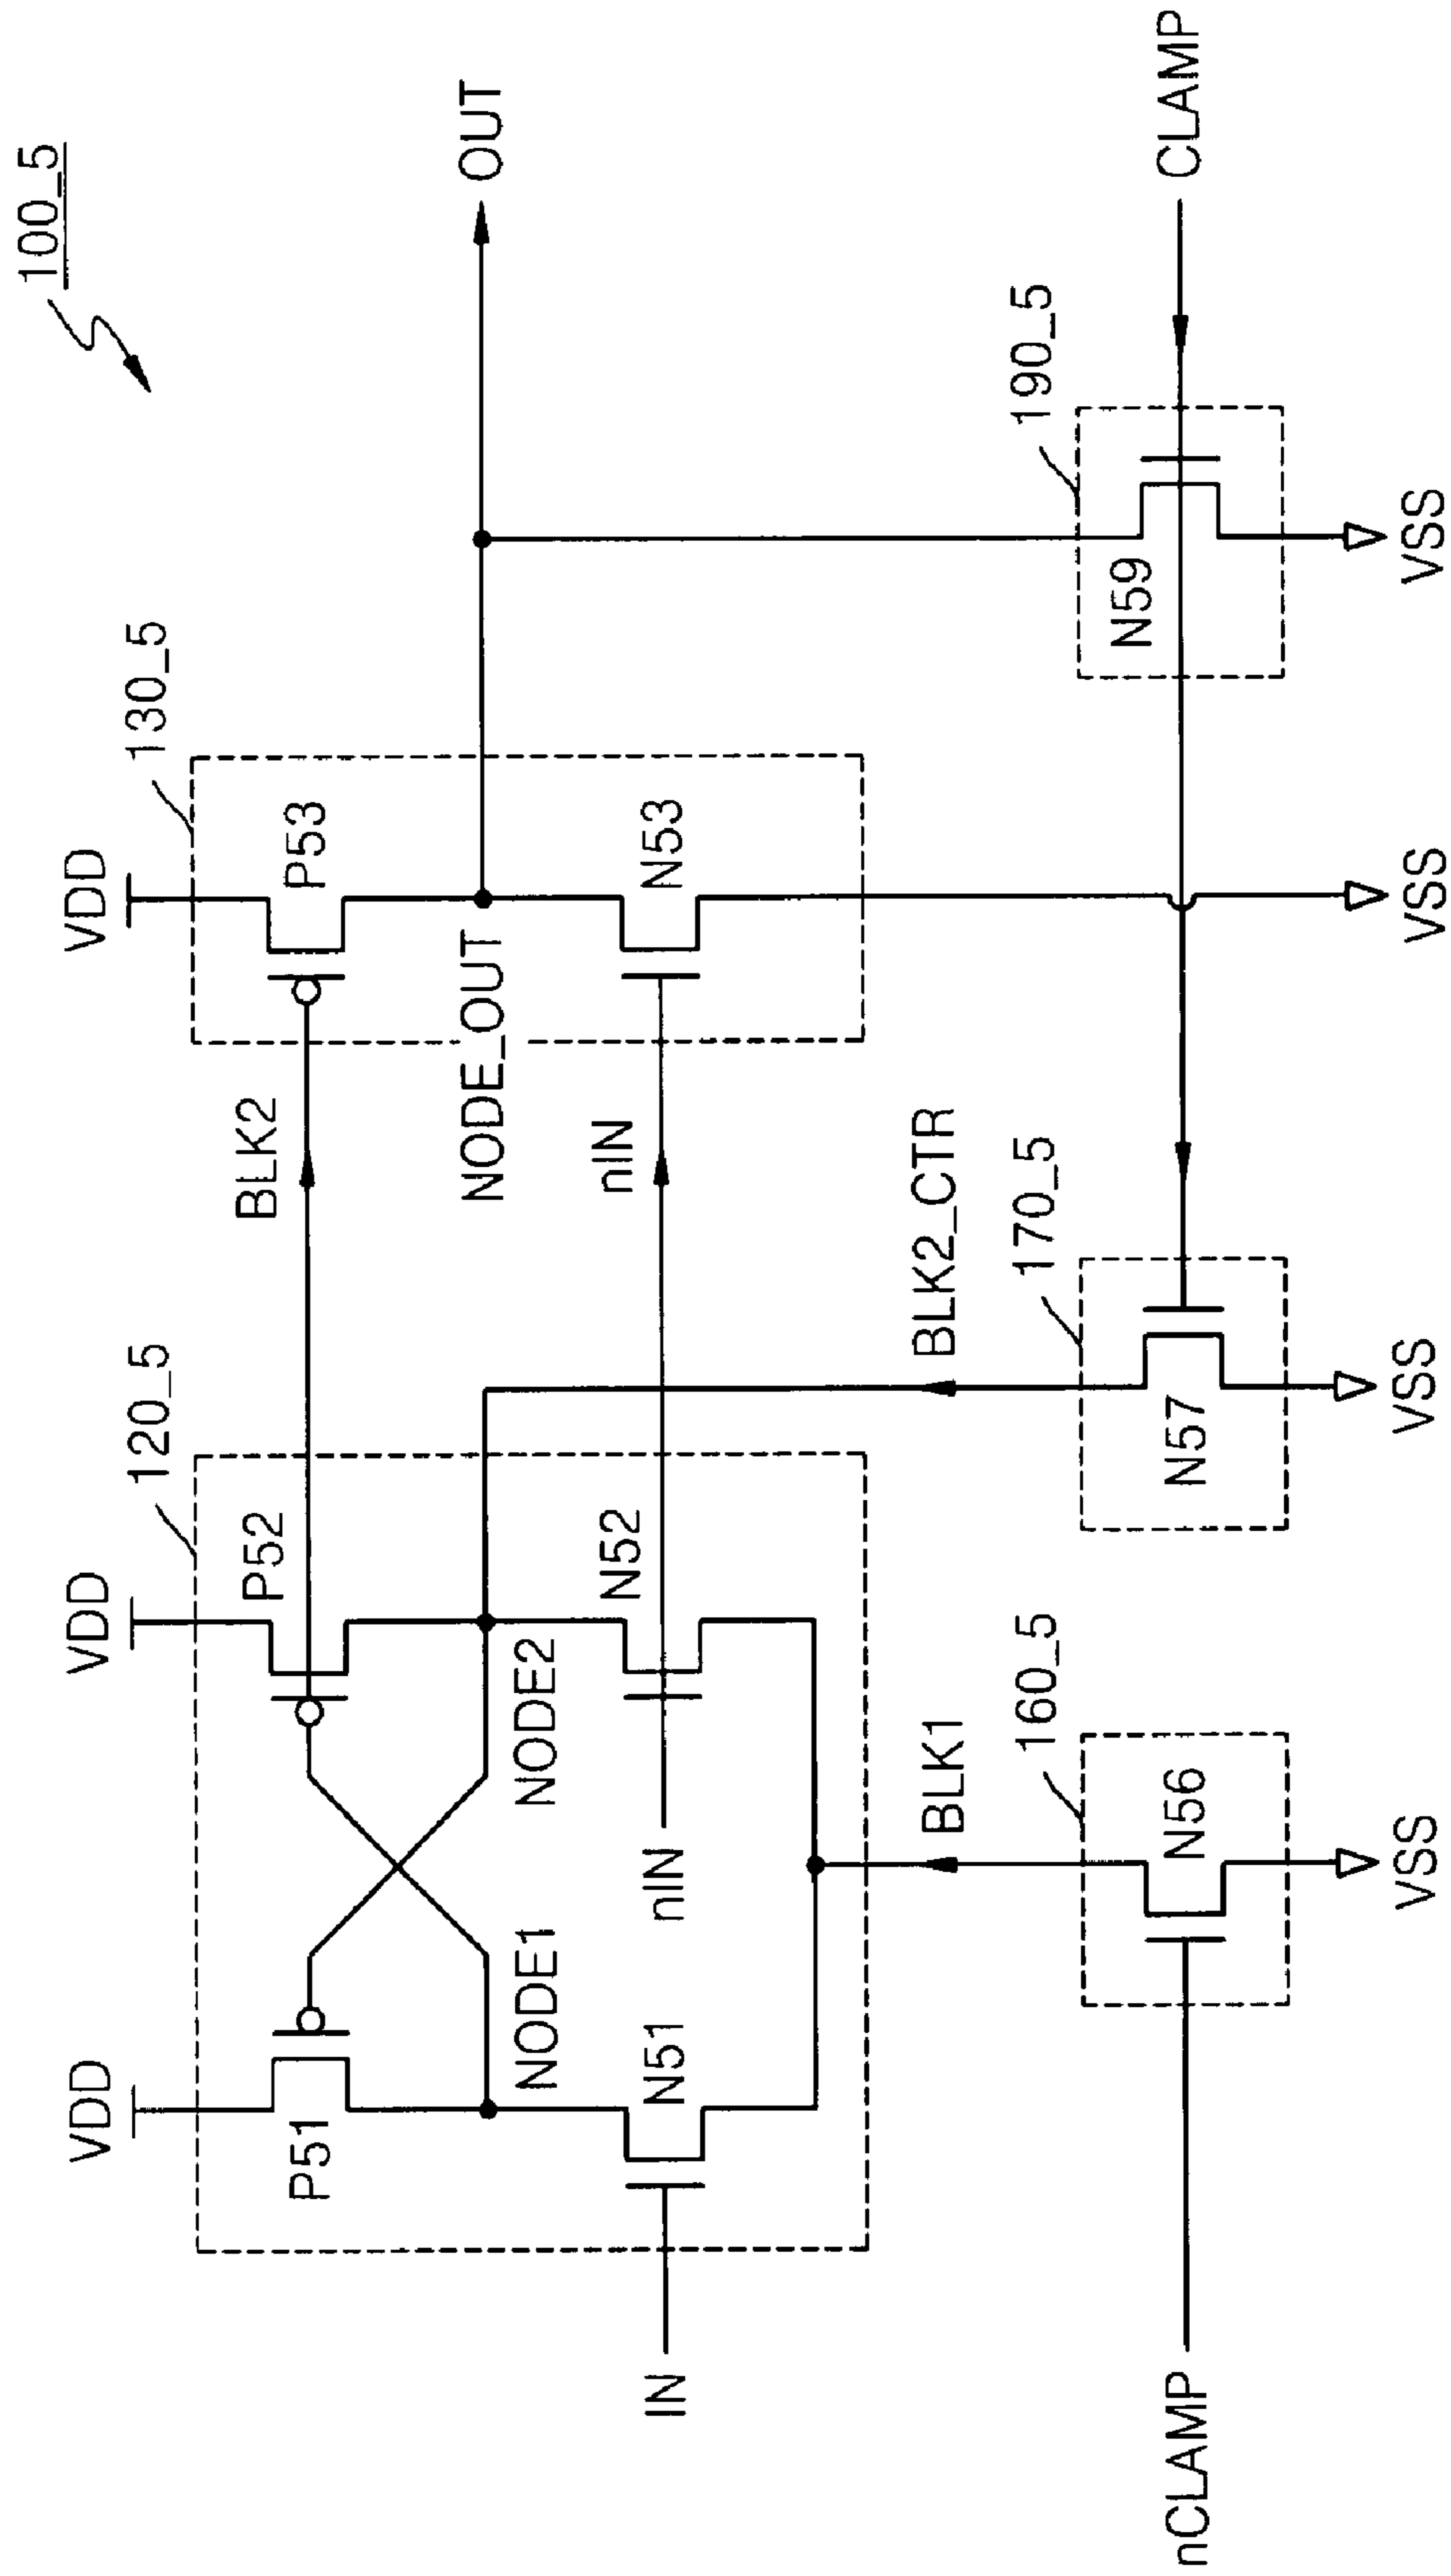 100_5
120_5
130_5
VDD
VDD
VDD
P51
P52
P53
BLK2
NODE1
NODE2
NODE_OUT
OUT
IN
N51
nIN
N52
nIN
N53
BLK1
BLK2_CTR
160_5
170_5
190_5
nCLAMP
N56
N57
N59
CLAMP
VSS
VSS
VSS
VSS